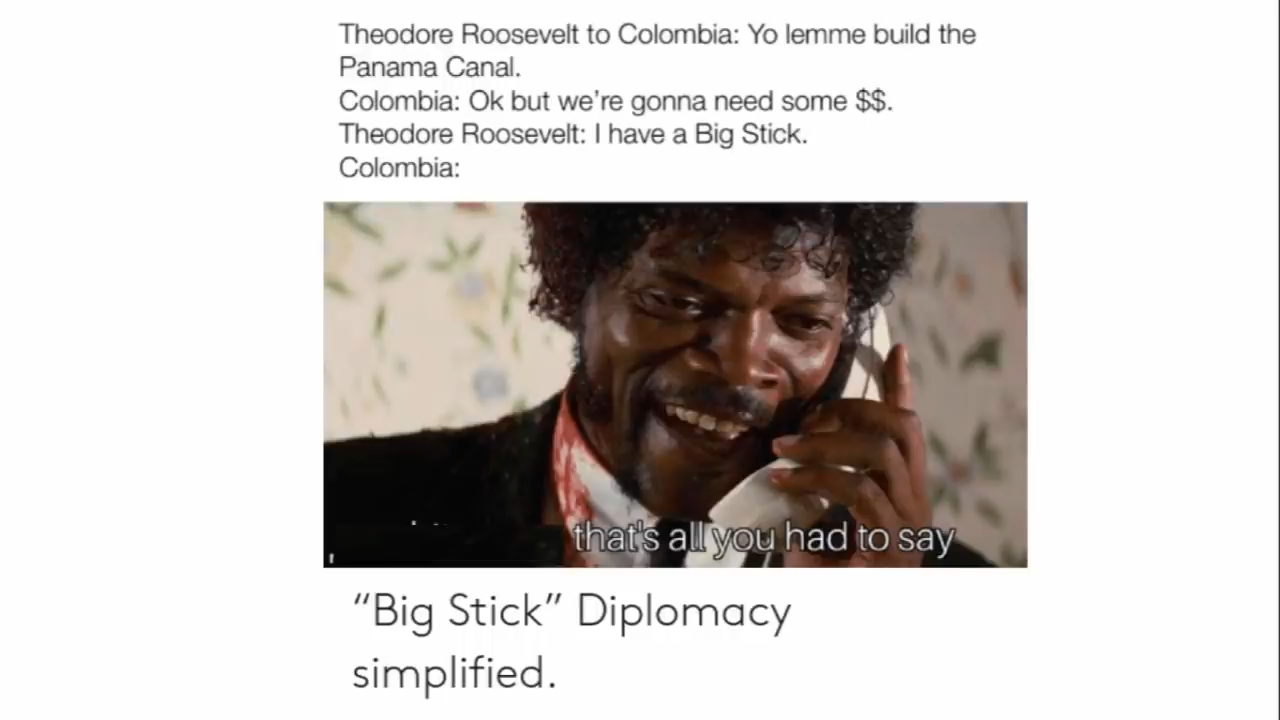 Theodore Roosevelt to Colombia: Yo lemme build the
Panama Canal.
Colombia: Ok but we're gonna need some $$.
Theodore Roosevelt: I have a Big Stick.
Colombia:
that's all you had to say
“Big Stick” Diplomacy
simplified.